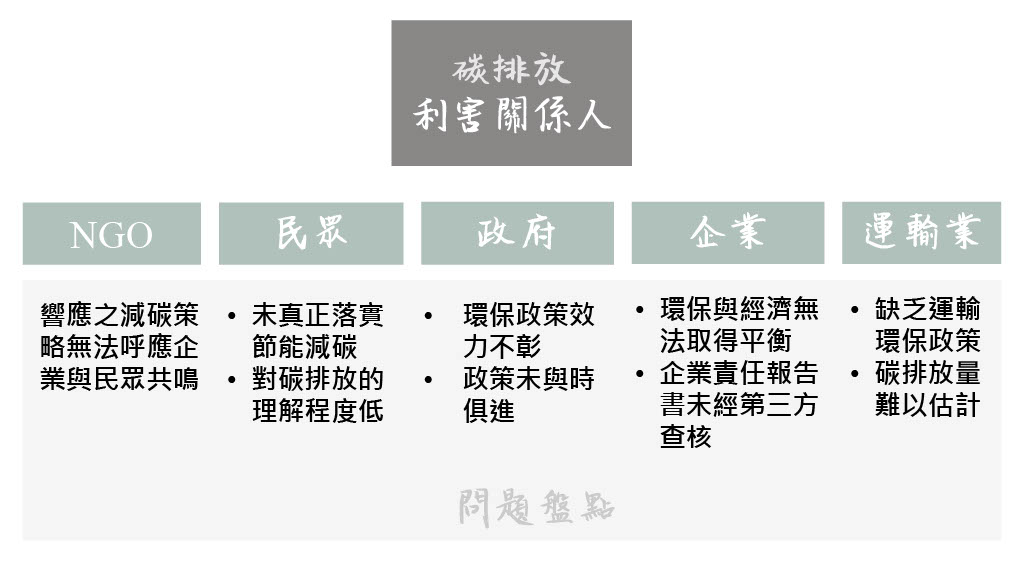 碳排放
利害關係人
NGO
民眾
政府
企業
運輸業
響應之減碳策
略無法呼應企
業與民眾共鳴
• 未真正落實
節能減碳
• 對碳排放的
理解程度低
• 環保政策效
力不彰
• 政策未與時
俱進
• 環保與經濟無
法取得平衡
• 企業責任報告
書未經第三方
查核
• 缺乏運輸
環保政策
• 碳排放量
難以估計
問題盤點